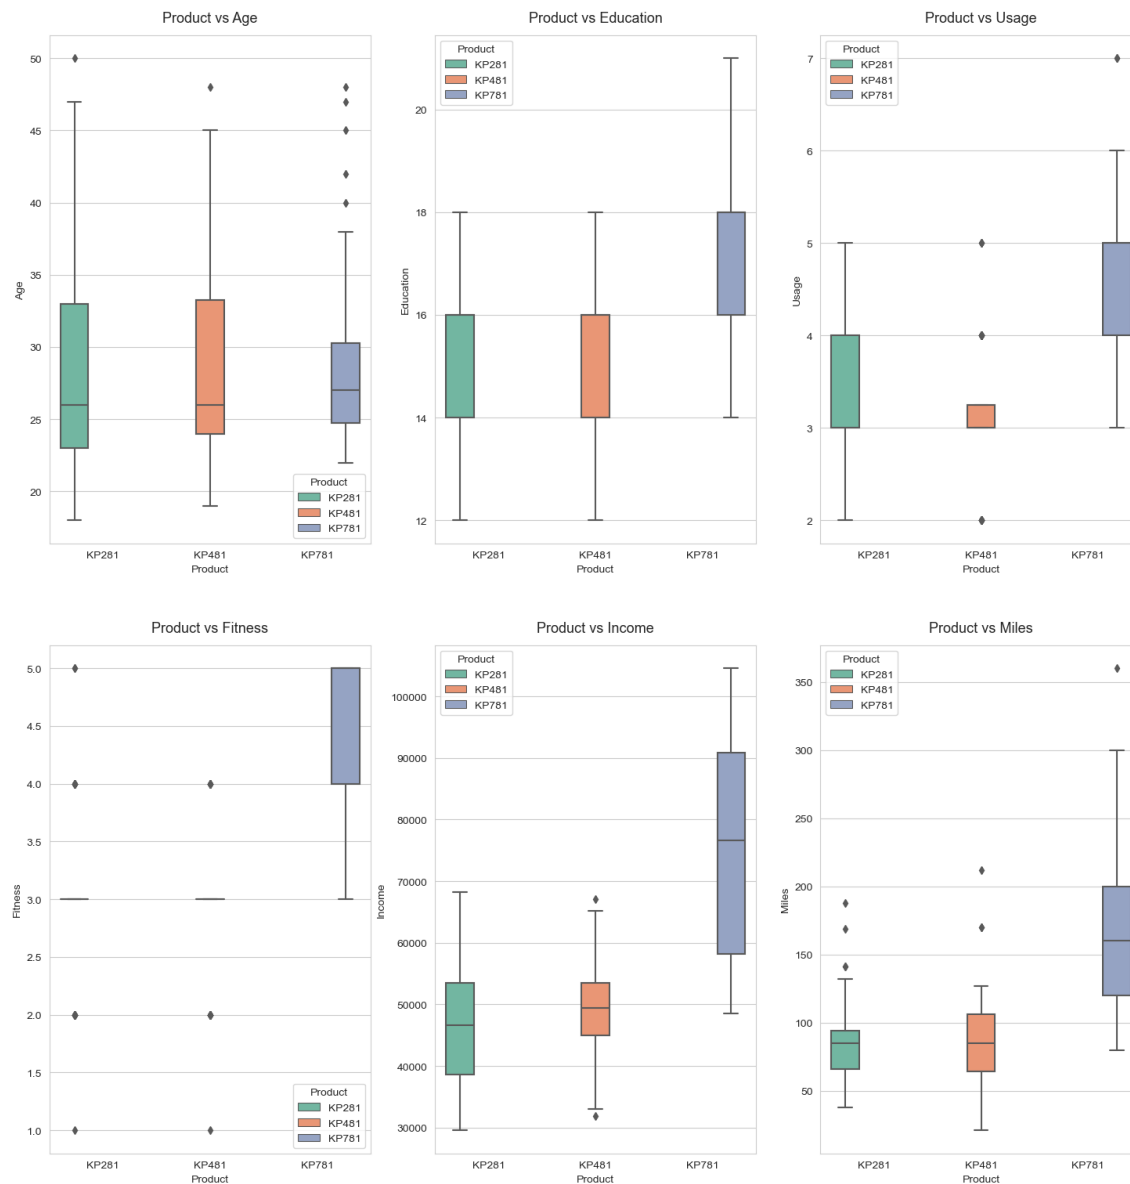 Product vs Age
50
45
40
35
30
25
20
Age
Product
KP281
KP481
KP781
KP281 KP481 KP781
Product
Product vs Education
20
18
16
14
12
Education
Product
KP281
KP481
KP781
KP281 KP481 KP781
Product
Product vs Usage
7
6
5
4
3
2
Usage
Product
KP281
KP481
KP781
KP281 KP481 KP781
Product
Product vs Fitness
5.0
4.5
4.0
3.5
3.0
2.5
2.0
1.5
1.0
Fitness
Product
KP281
KP481
KP781
KP281 KP481 KP781
Product
Product vs Income
100000
90000
80000
70000
60000
50000
40000
30000
Income
Product
KP281
KP481
KP781
KP281 KP481 KP781
Product
Product vs Miles
350
300
250
200
150
100
50
Miles
Product
KP281
KP481
KP781
KP281 KP481 KP781
Product